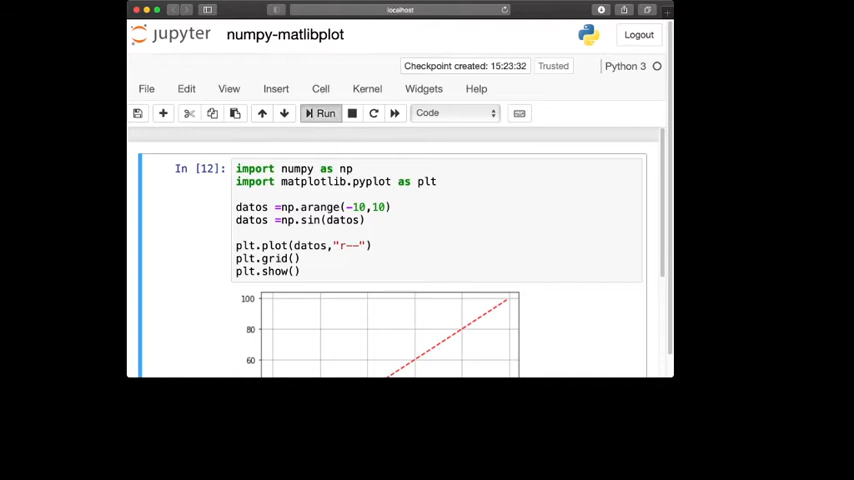 localhost
jupyter numpy-matlibplot
Logout
Checkpoint created: 15:23:32 Trusted Python 3
File Edit View Insert Cell Kernel Widgets Help
Run Code
In [12]: import numpy as np
import matplotlib.pyplot as plt
datos =np.arange(-10,10)
datos =np.sin(datos)
plt.plot(datos,"r--")
plt.grid()
plt.show()
100
80
60